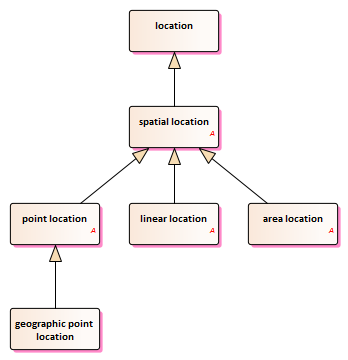 location
spatial location
A
point location
A
linear location
A
area location
A
geographic point
location